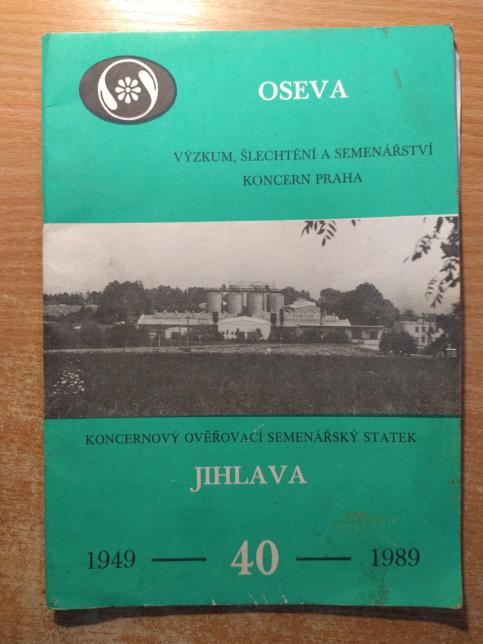 OSEVA
VÝZKUM, ŠLECHTĚNÍ A SEMENÁŘSTVÍ
KONCERN PRAHA
KONCERNOVÝ OVĚŘOVACÍ SEMENÁŘSKÝ STATEK
JIHLAVA
1949 — 40 — 1989